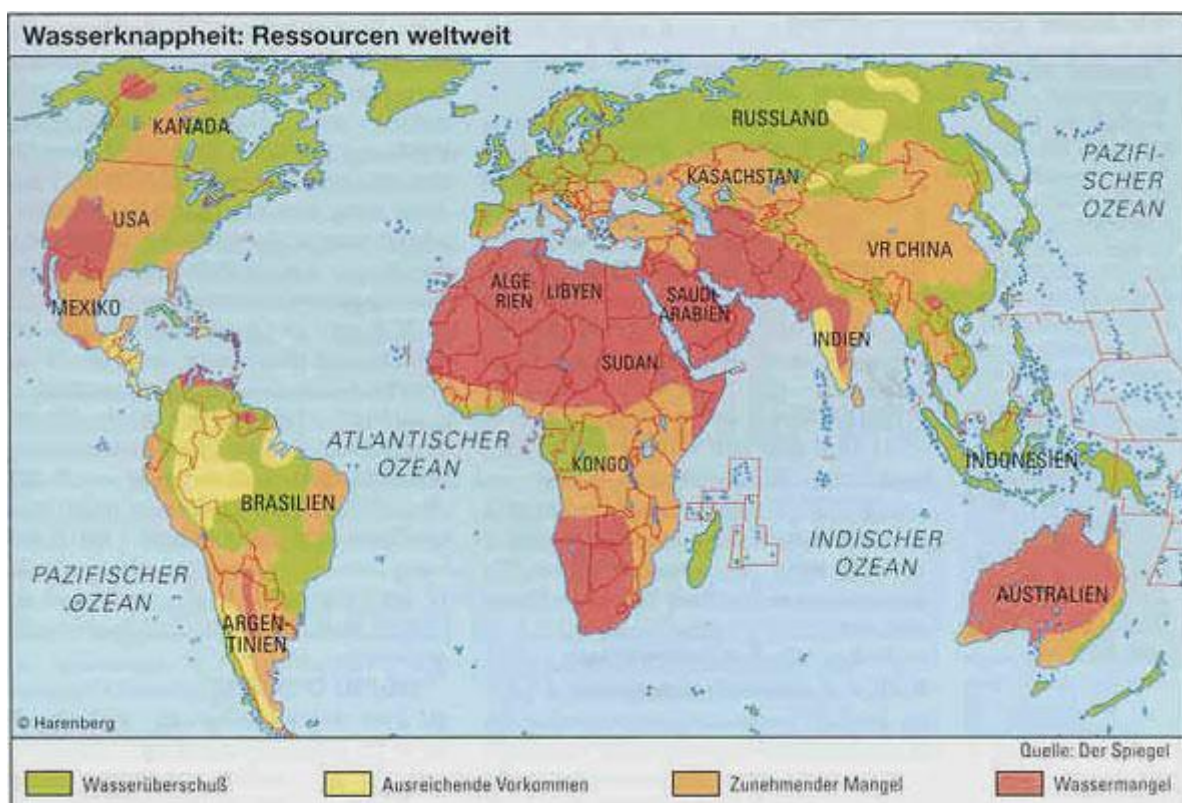 Wasserknappheit: Ressourcen weltweit
KANADA
RUSSLAND
PAZIFI-
SCHER
OZEAN
KASACHSTAN
USA
VR CHINA
MEXIKO
ALGE
RIEN
LIBYEN
SAUDI-
ARABIEN
SUDAN
INDIEN
ATLANTISCHER
OZEAN
KONGO
INDONESIEN
BRASILIEN
INDISCHER
OZEAN
PAZIFISCHER
OZEAN
AUSTRALIEN
ARGEN-
TINIEN
© Harenberg
Quelle: Der Spiegel
Wasserüberschuß
Ausreichende Vorkommen
Zunehmender Mangel
Wassermangel